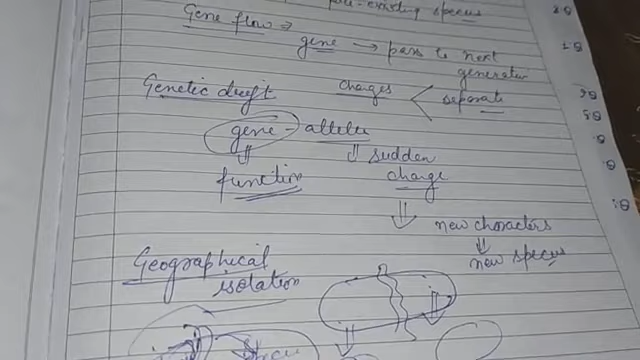 pre-existing species
Gene flow ⇒
gene → pass to next
generation
Genetic drift changes separate
gene - alleles
⇓ ⇓ sudden
function change
⇓ new characters
⇓
new species
Geographical
isolation